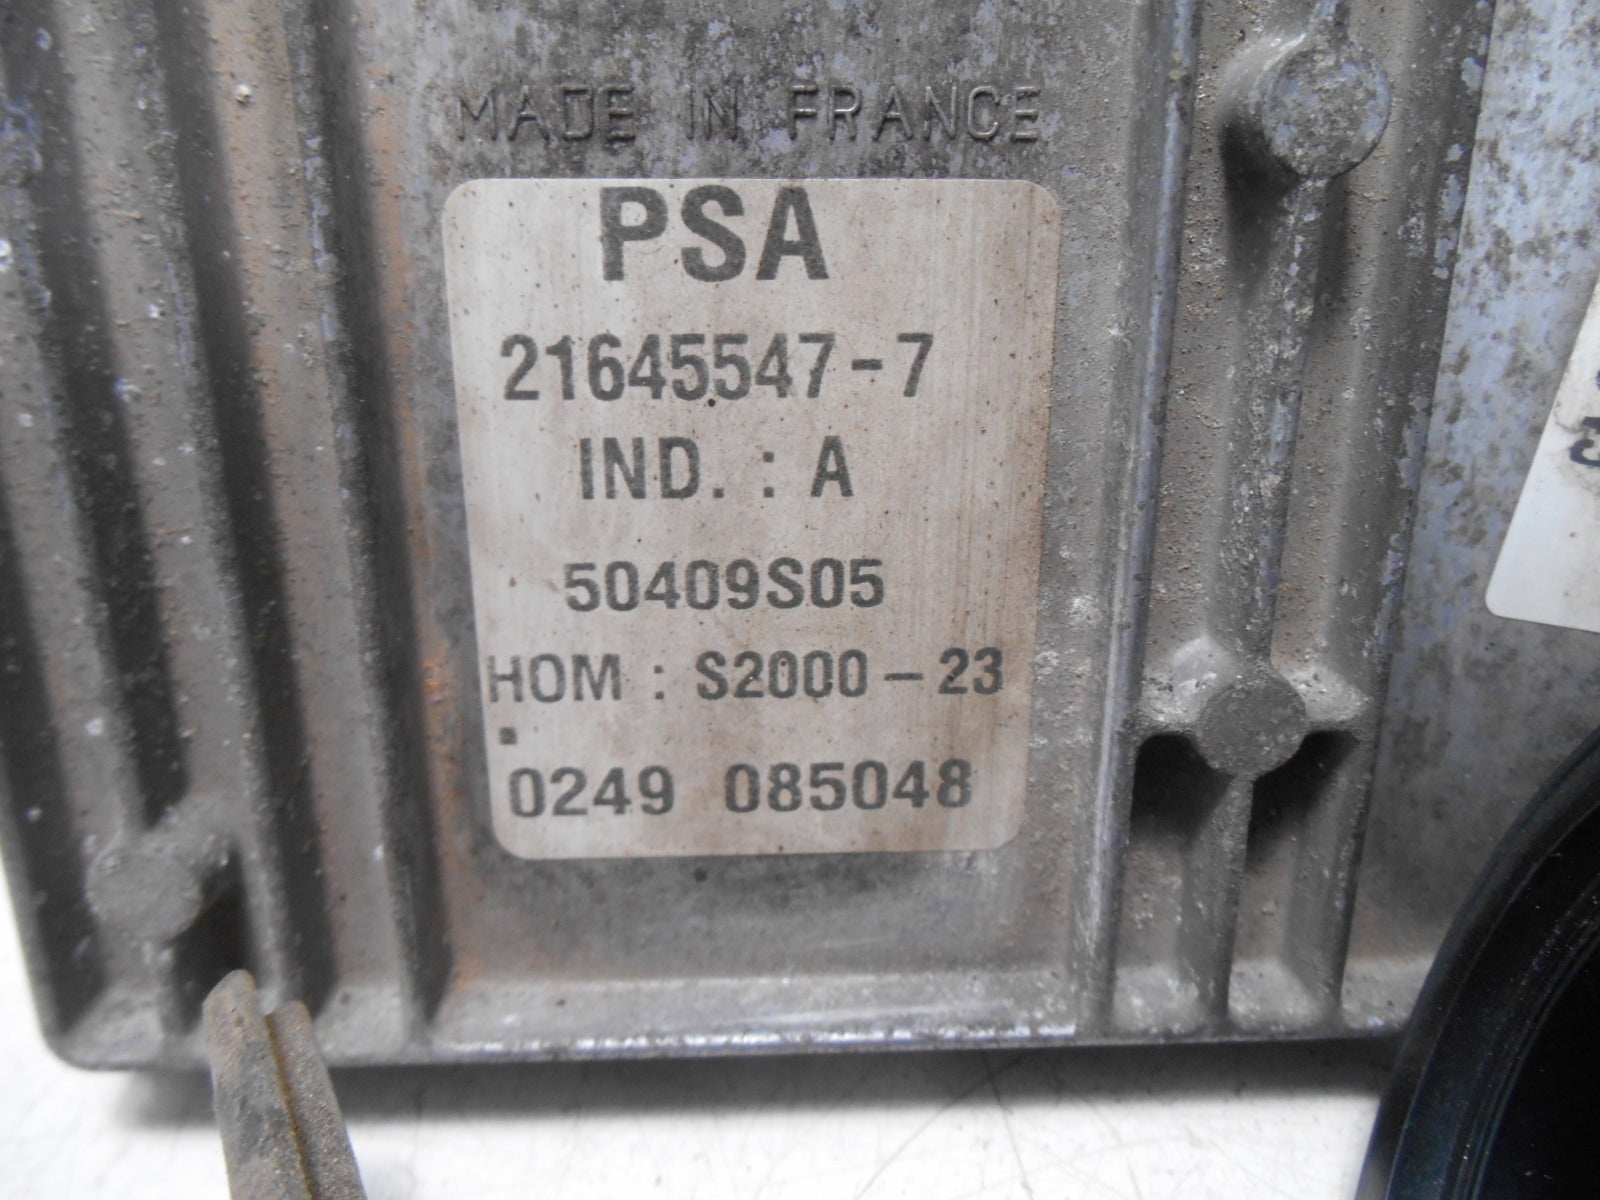 MADE IN FRANCE
PSA
21645547-7
IND. : A
50409S05
HOM : S2000-23
0249 085048